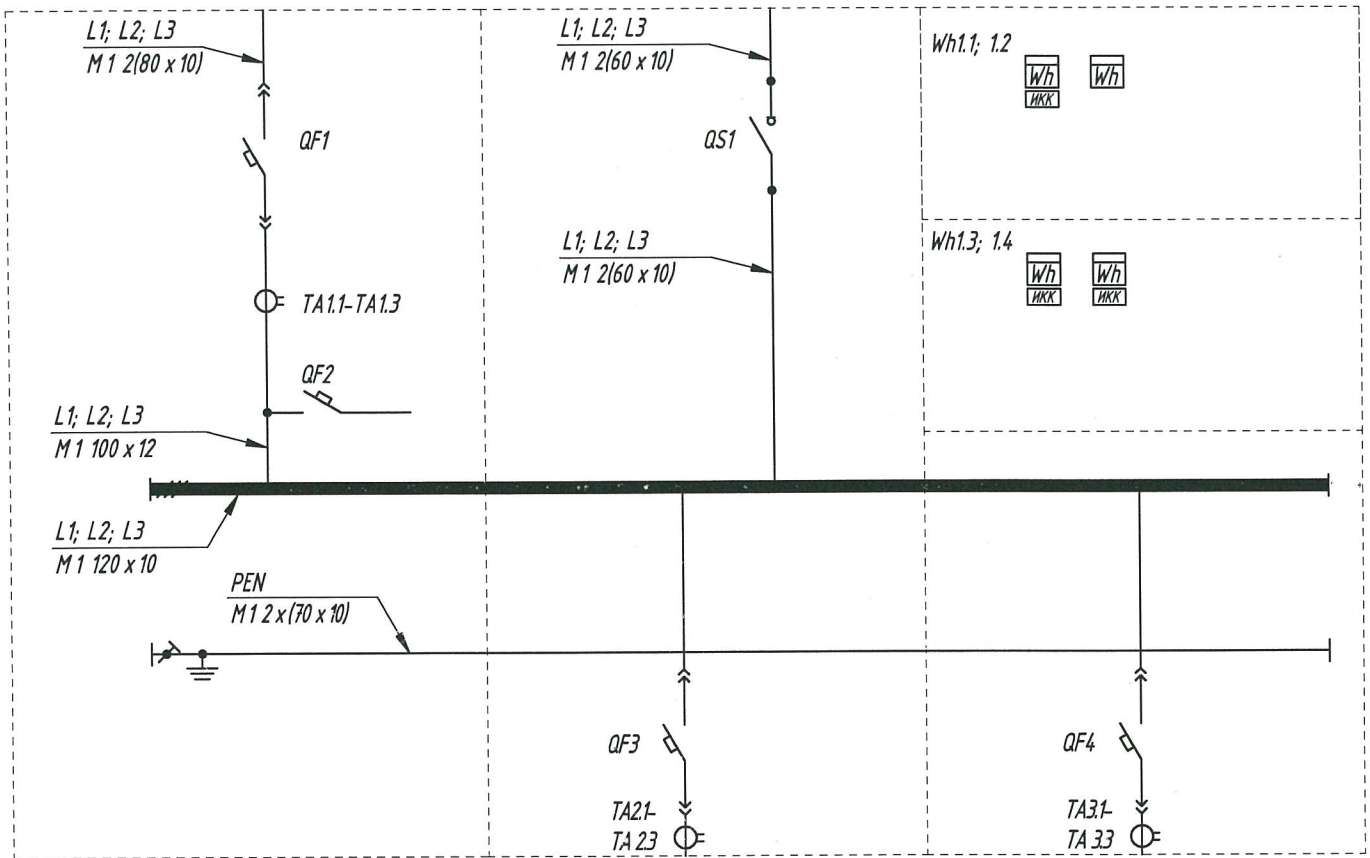 L1; L2; L3
M 1 2(80 x 10)
QF1
TA1.1-TA1.3
QF2
L1; L2; L3
M 1 100 x 12
L1; L2; L3
M 1 120 x 10
PEN
M 1 2 x (70 x 10)
L1; L2; L3
M 1 2(60 x 10)
QS1
L1; L2; L3
M 1 2(60 x 10)
QF3
TA2.1-
TA 2.3
Wh1.1; 1.2
Wh Wh
ИКК
Wh1.3; 1.4
Wh Wh
ИКК ИКК
QF4
TA3.1-
TA 3.3